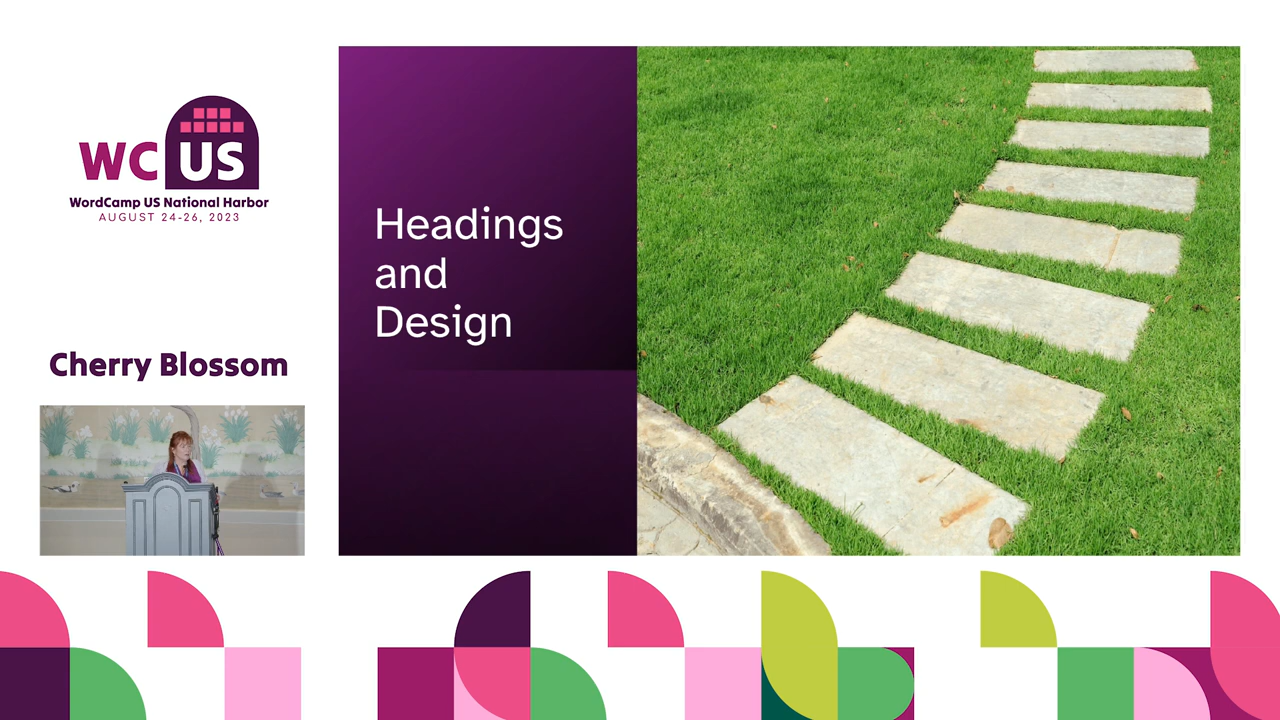 WC US
WordCamp US National Harbor
AUGUST 24-26, 2023
Cherry Blossom
Headings
and
Design